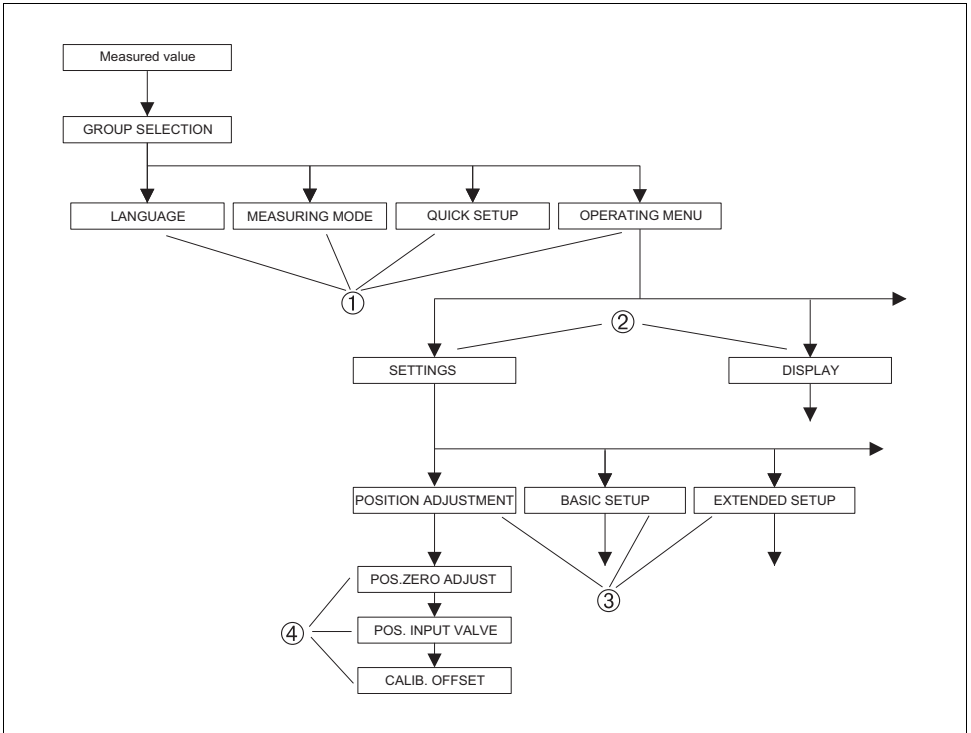 Measured value
GROUP SELECTION
LANGUAGE
MEASURING MODE
QUICK SETUP
OPERATING MENU
1
2
SETTINGS
DISPLAY
POSITION ADJUSTMENT
BASIC SETUP
EXTENDED SETUP
POS.ZERO ADJUST
3
4
POS. INPUT VALVE
CALIB. OFFSET